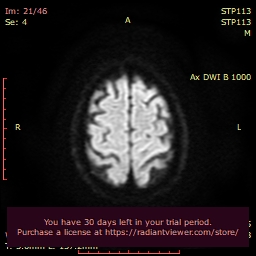 Im: 21/46
Se: 4
A
STP113
STP113
M
Ax DWI B 1000
R
L
You have 30 days left in your trial period.
Purchase a license at https://radiantviewer.com/store/